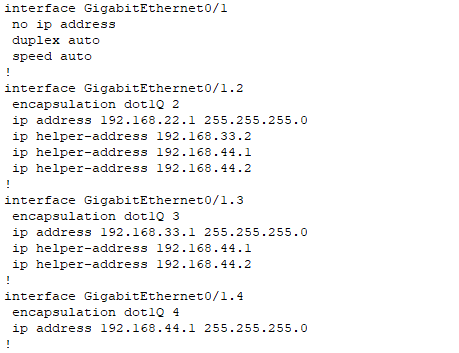 interface GigabitEthernet0/1
 no ip address
 duplex auto
 speed auto
!
interface GigabitEthernet0/1.2
 encapsulation dot1Q 2
 ip address 192.168.22.1 255.255.255.0
 ip helper-address 192.168.33.2
 ip helper-address 192.168.44.1
 ip helper-address 192.168.44.2
!
interface GigabitEthernet0/1.3
 encapsulation dot1Q 3
 ip address 192.168.33.1 255.255.255.0
 ip helper-address 192.168.44.1
 ip helper-address 192.168.44.2
!
interface GigabitEthernet0/1.4
 encapsulation dot1Q 4
 ip address 192.168.44.1 255.255.255.0
!